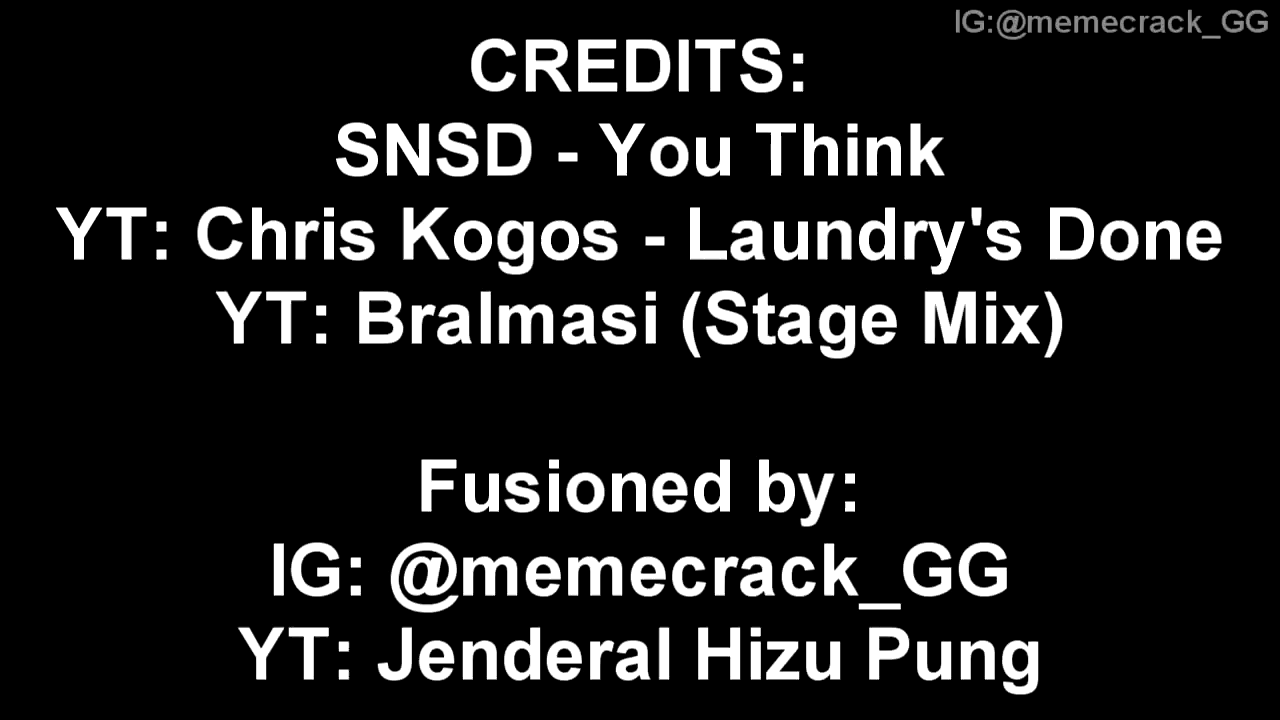 IG:@memecrack_GG
CREDITS:
SNSD - You Think
YT: Chris Kogos - Laundry's Done
YT: Bralmasi (Stage Mix)
Fusioned by:
IG: @memecrack_GG
YT: Jenderal Hizu Pung